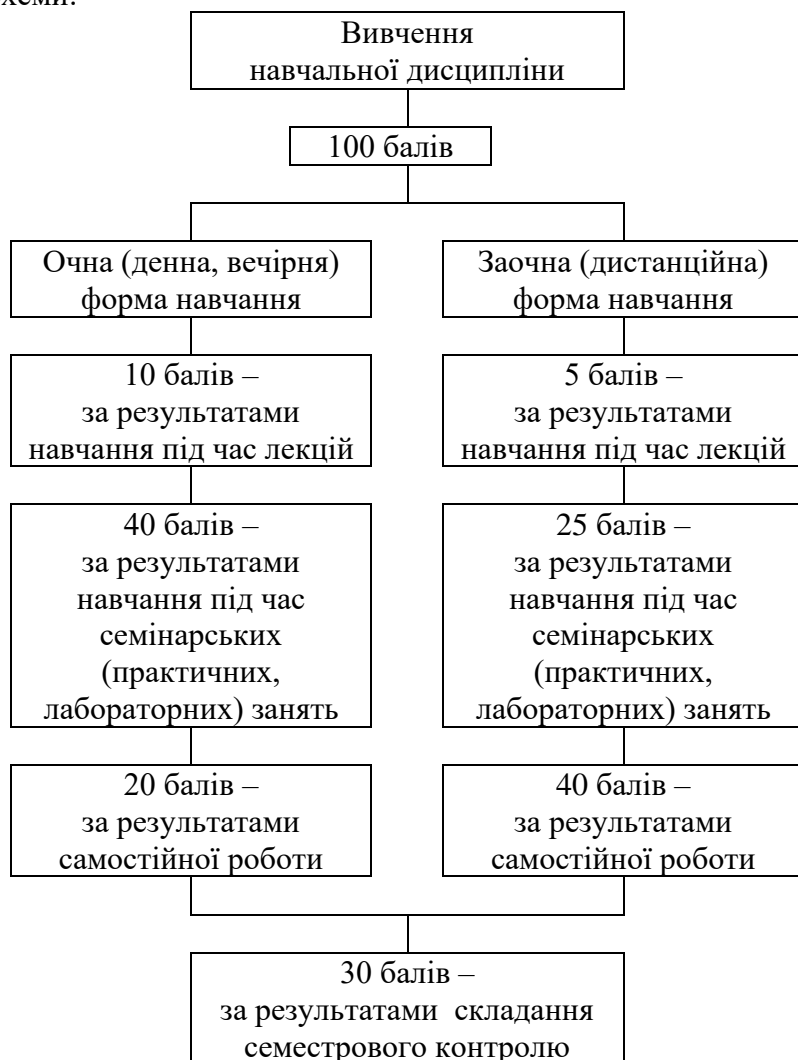 Вивчення
навчальної дисципліни
100 балів
Очна (денна, вечірня)
форма навчання
10 балів –
за результатами
навчання під час лекцій
40 балів –
за результатами
навчання під час
семінарських
(практичних,
лабораторних) занять
20 балів –
за результатами
самостійної роботи
Заочна (дистанційна)
форма навчання
5 балів –
за результатами
навчання під час лекцій
25 балів –
за результатами
навчання під час
семінарських
(практичних,
лабораторних) занять
40 балів –
за результатами
самостійної роботи
30 балів –
за результатами складання
семестрового контролю